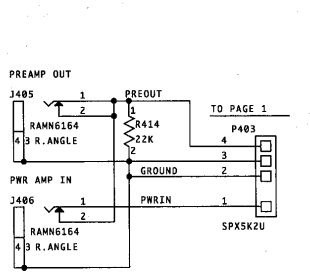 PREAMP OUT
J405
1
PREOUT
2
1
R414
22K
2
RAMN6164
4 3 R.ANGLE
TO PAGE 1
P403
4
3
GROUND
2
PWR AMP IN
J406
1
PWRIN
1
2
SPX5K2U
RAMN6164
4 3 R.ANGLE